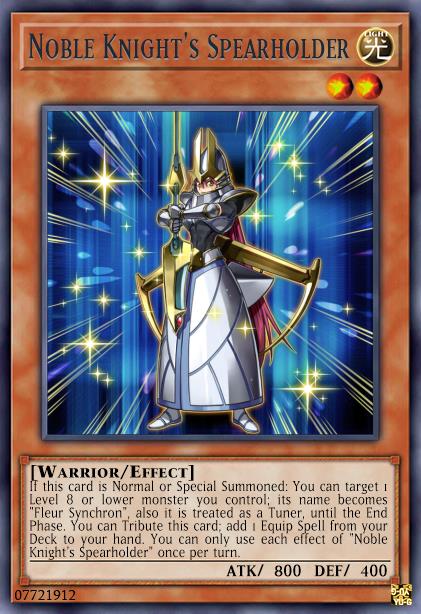 Noble Knight's Spearholder
LIGHT
光
[Warrior/Effect]
If this card is Normal or Special Summoned: You can target 1
Level 8 or lower monster you control; its name becomes
"Fleur Synchron", also it is treated as a Tuner, until the End
Phase. You can Tribute this card; add 1 Equip Spell from your
Deck to your hand. You can only use each effect of "Noble
Knight's Spearholder" once per turn.
ATK/ 800 DEF/ 400
07721912